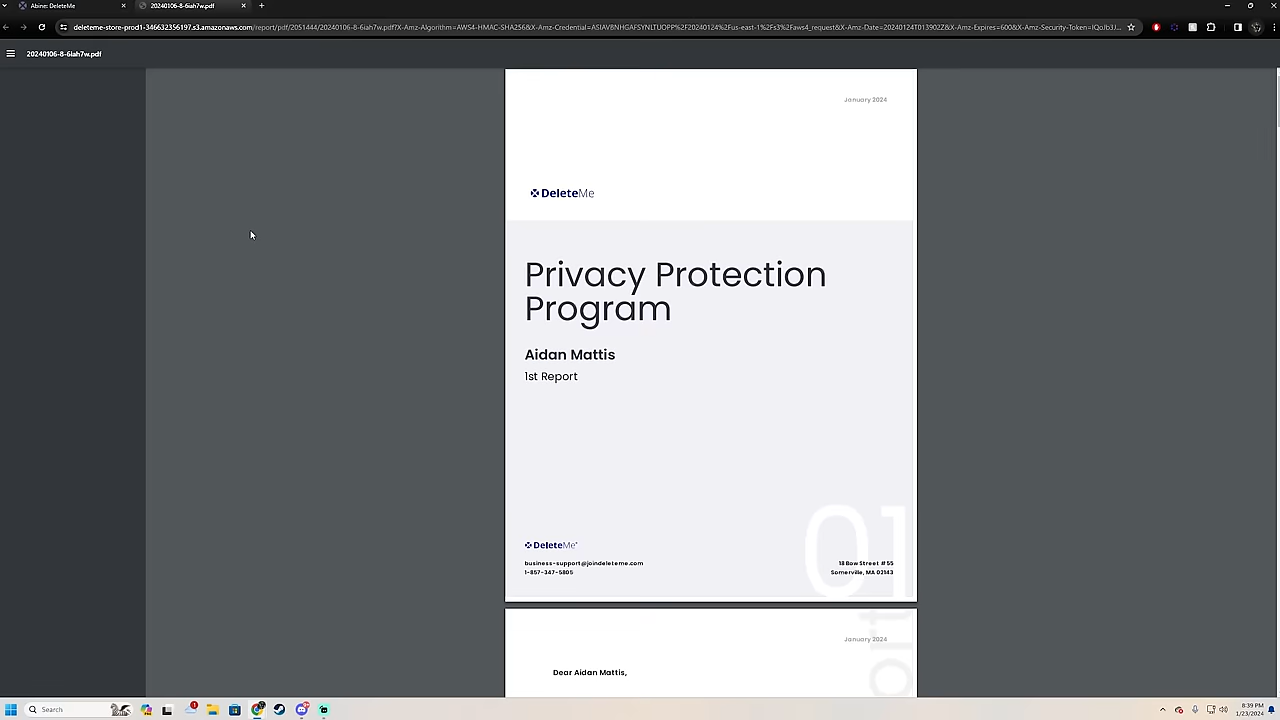 Abine: DeleteMe
20240106-8-6iah7w.pdf
20240106-8-6iah7w.pdf
January 2024
DeleteMe
Privacy Protection
Program
Aidan Mattis
1st Report
01
DeleteMe
business-support@joindeleteme.com
1-857-347-5805
18 Bow Street #55
Somerville, MA 02143
January 2024
Dear Aidan Mattis,
Search
8:39 PM
1/23/2024